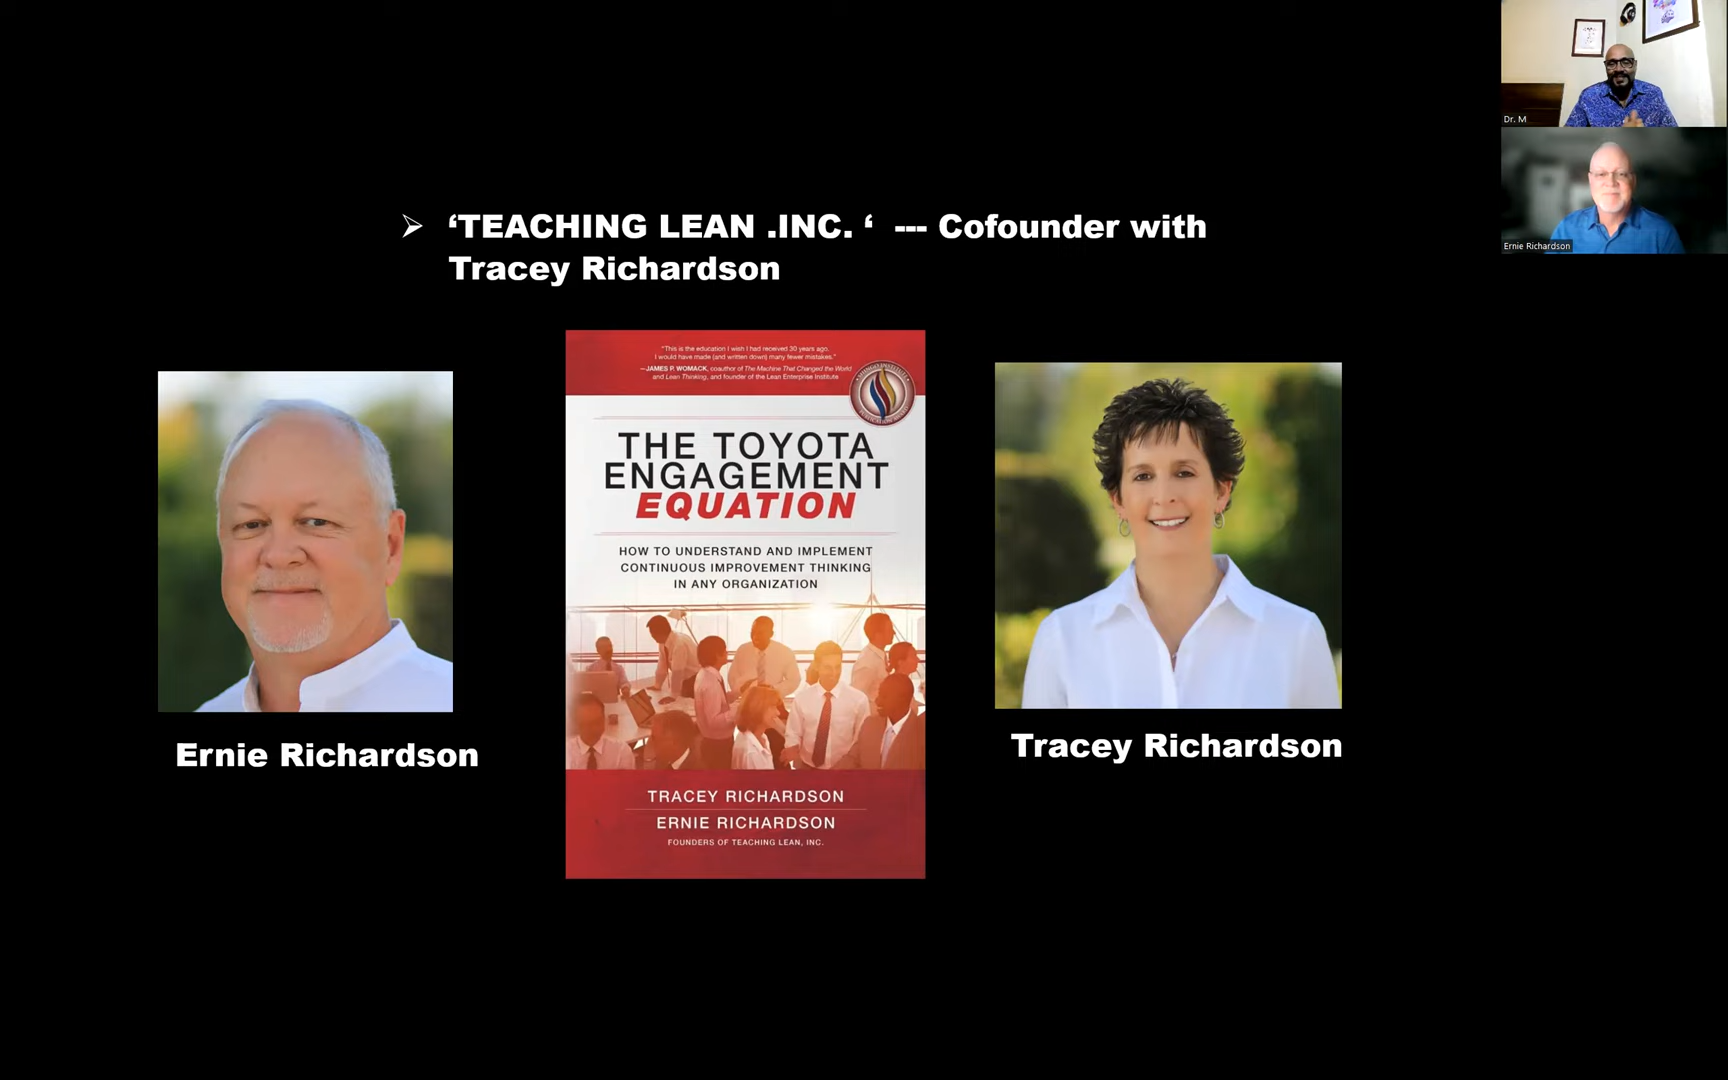 Dr. M
Ernie Richardson
‘TEACHING LEAN .INC. ‘ --- Cofounder with
Tracey Richardson
"This is the education I wish I had received 30 years ago.
I would have made (and written down) many fewer mistakes."
—JAMES P. WOMACK, coauthor of The Machine That Changed the World
and Lean Thinking, and founder of the Lean Enterprise Institute
THE TOYOTA
ENGAGEMENT
EQUATION
HOW TO UNDERSTAND AND IMPLEMENT
CONTINUOUS IMPROVEMENT THINKING
IN ANY ORGANIZATION
TRACEY RICHARDSON
ERNIE RICHARDSON
FOUNDERS OF TEACHING LEAN, INC.
Ernie Richardson
Tracey Richardson